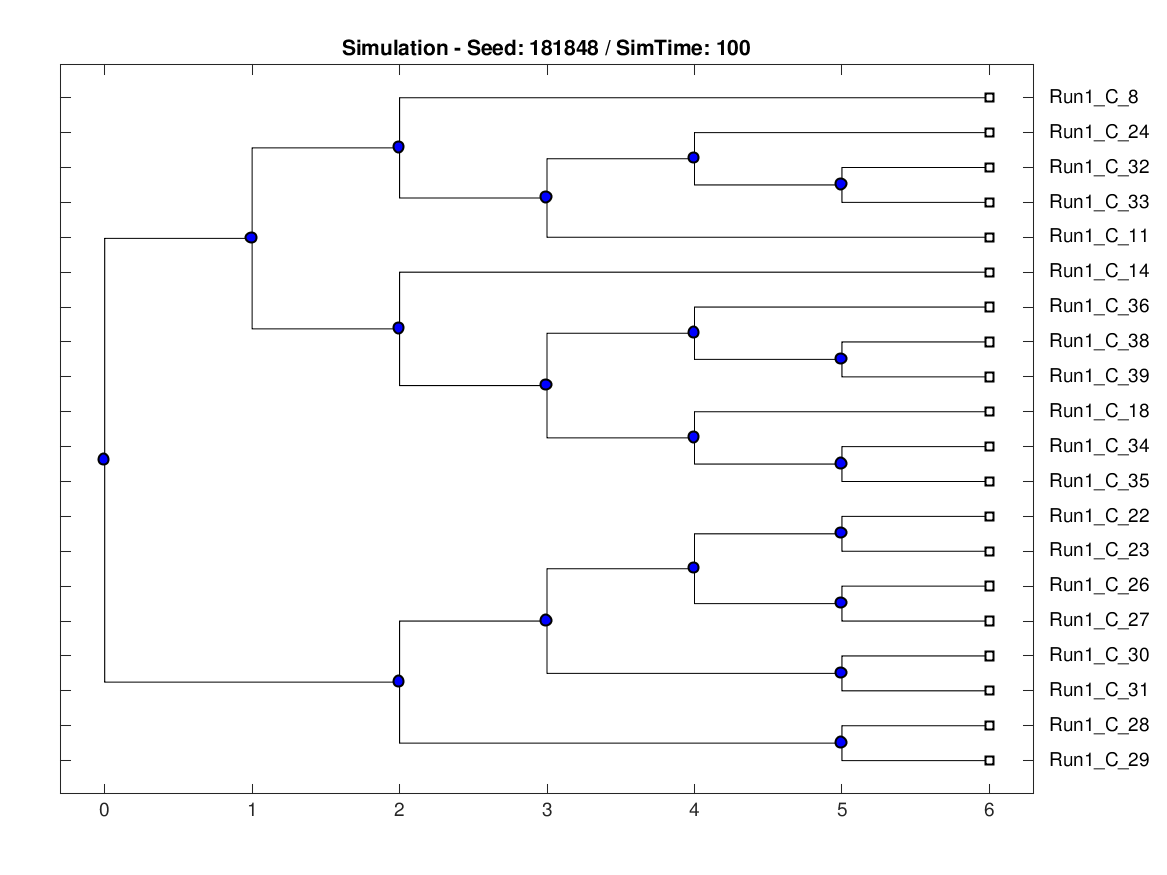 Simulation - Seed: 181848 / SimTime: 100
Run1_C_8
Run1_C_24
Run1_C_32
Run1_C_33
Run1_C_11
Run1_C_14
Run1_C_36
Run1_C_38
Run1_C_39
Run1_C_18
Run1_C_34
Run1_C_35
Run1_C_22
Run1_C_23
Run1_C_26
Run1_C_27
Run1_C_30
Run1_C_31
Run1_C_28
Run1_C_29
0 1 2 3 4 5 6